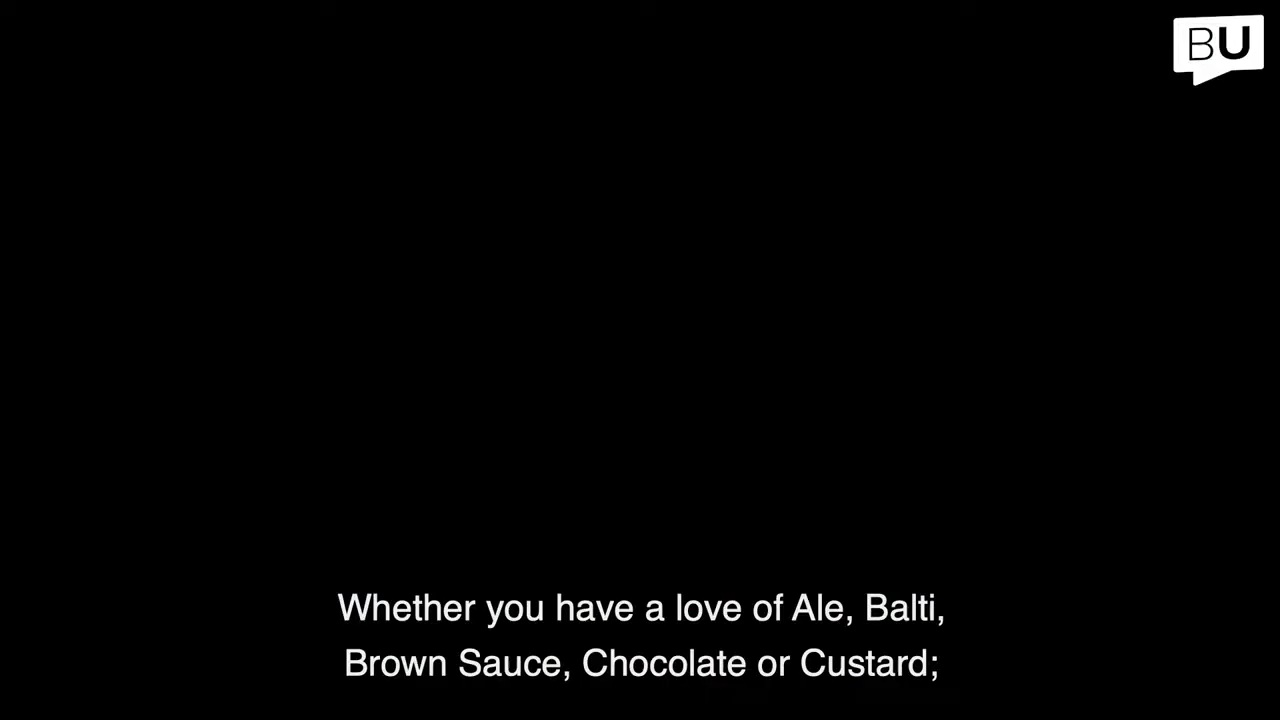 BU
Whether you have a love of Ale, Balti,
Brown Sauce, Chocolate or Custard;